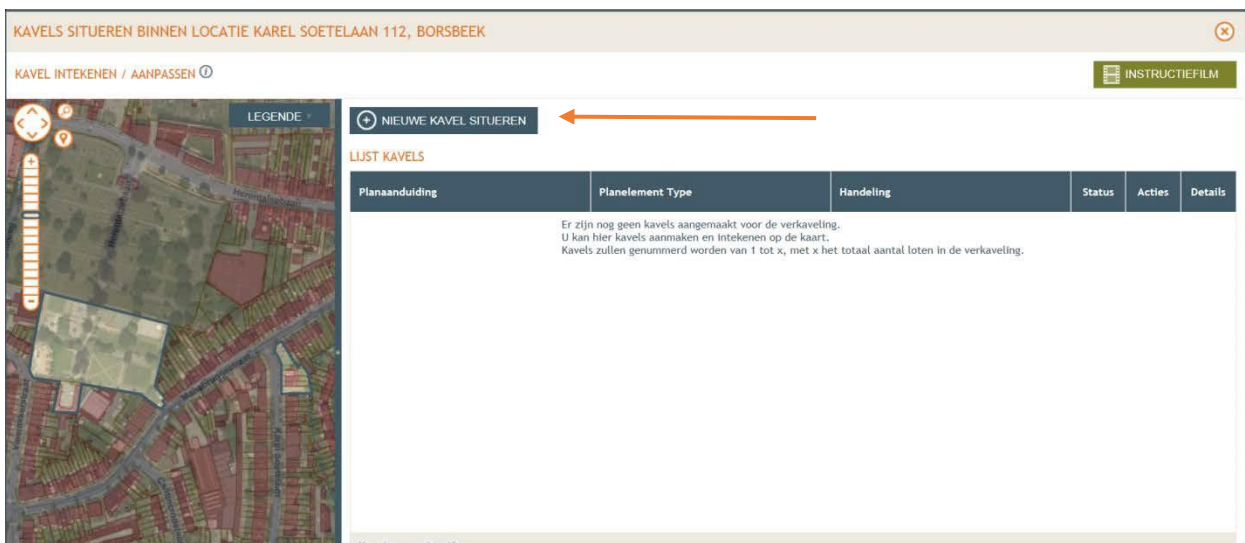 KAVELS SITUEREN BINNEN LOCATIE KAREL SOETELAAN 112, BORSBEEK
KAVEL INTEKENEN / AANPASSEN
INSTRUCTIEFILM
LEGENDE
NIEUWE KAVEL SITUEREN
LIJST KAVELS
Planaanduiding Planelement Type Handeling Status Acties Details
Er zijn nog geen kavels aangemaakt voor de verkaveling.
U kan hier kavels aanmaken en intekenen op de kaart.
Kavels zullen genummerd worden van 1 tot x, met x het totaal aantal loten in de verkaveling.